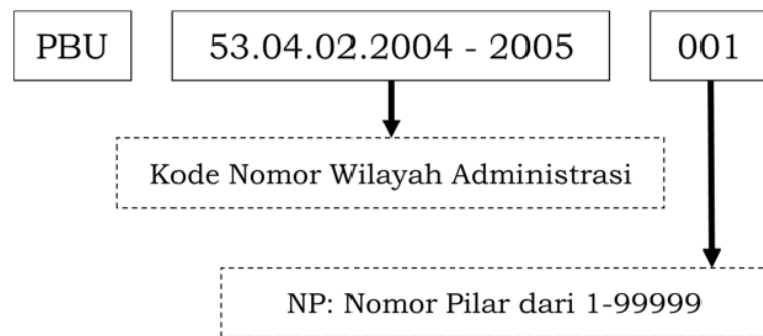 PBU 53.04.02.2004 - 2005 001
Kode Nomor Wilayah Administrasi
NP: Nomor Pilar dari 1-99999